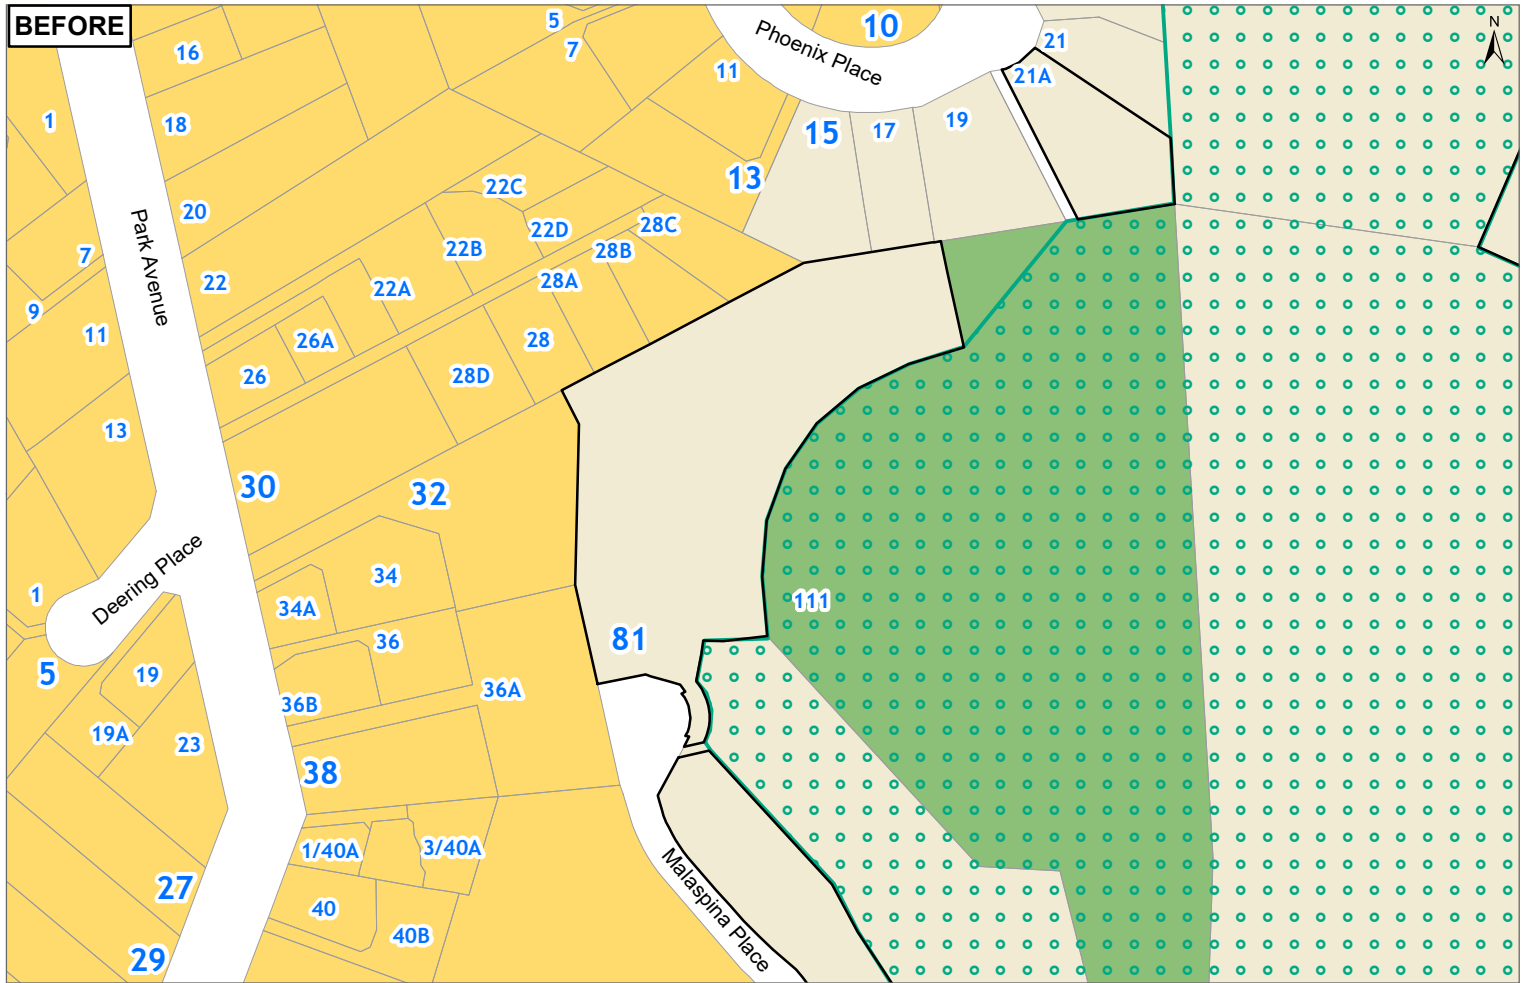 BEFORE
N
5
10
7
21
16
Phoenix Place
11
21A
1
18
15
17
19
13
22C
20
22D
28C
Park Avenue
22B
28B
7
22
22A
28A
9
11
26A
28
26
28D
13
30
32
Deering Place
34
1
34A
111
36
81
5
19
36A
36B
19A
23
38
1/40A
3/40A
27
Malaspina Place
40
40B
29